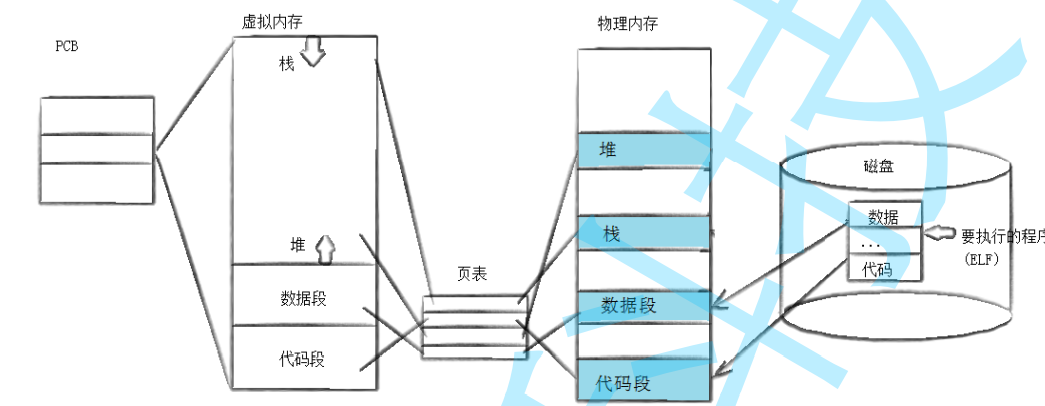 PCB
虚拟内存
栈
堆
数据段
代码段
页表
物理内存
堆
栈
数据段
代码段
磁盘
数据
...
代码
要执行的程序
(ELF)